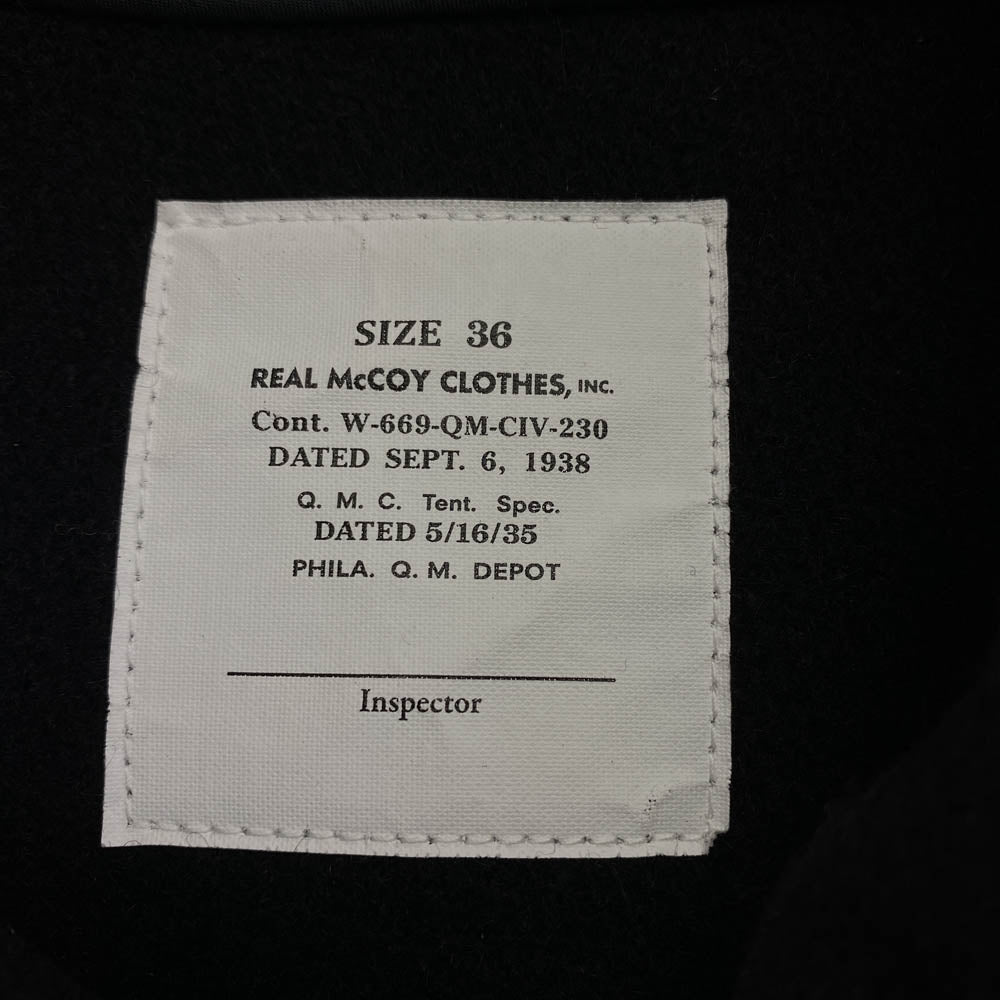 SIZE 36
REAL McCOY CLOTHES, INC.
Cont. W-669-QM-CIV-230
DATED SEPT. 6, 1938
Q. M. C. Tent. Spec.
DATED 5/16/35
PHILA. Q. M. DEPOT
Inspector